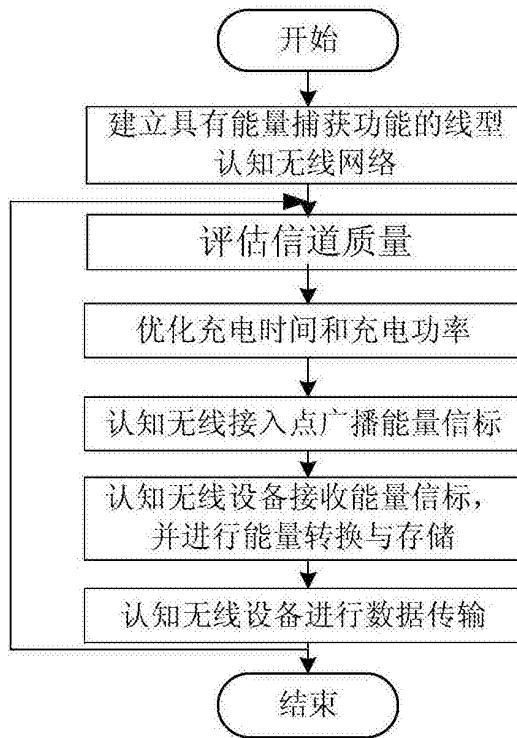 开始
建立具有能量捕获功能的线型
认知无线网络
评估信道质量
优化充电时间和充电功率
认知无线接入点广播能量信标
认知无线设备接收能量信标，
并进行能量转换与存储
认知无线设备进行数据传输
结束